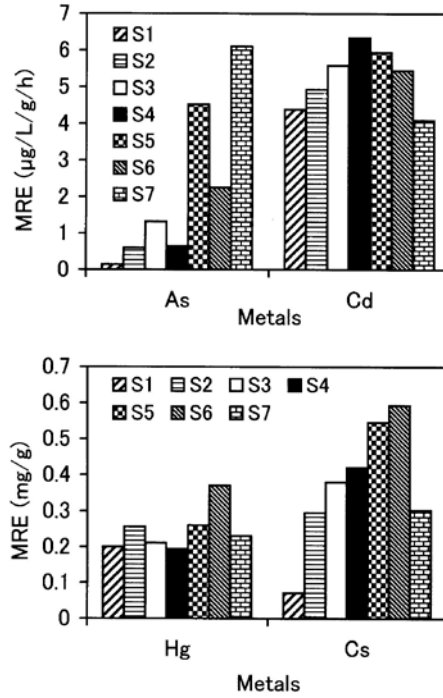 7
6
5
4
3
2
1
0
MRE (µg/L/g/h)
S1
S2
S3
S4
S5
S6
S7
As Cd
Metals
0.7
0.6
0.5
0.4
0.3
0.2
0.1
0
MRE (mg/g)
S1 S2 S3 S4
S5 S6 S7
Hg Cs
Metals